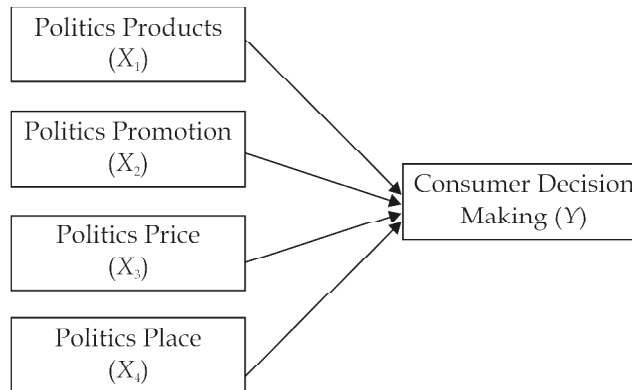 Politics Products
(X₁)
Politics Promotion
(X₂)
Politics Price
(X₃)
Politics Place
(X₄)
Consumer Decision
Making (Y)